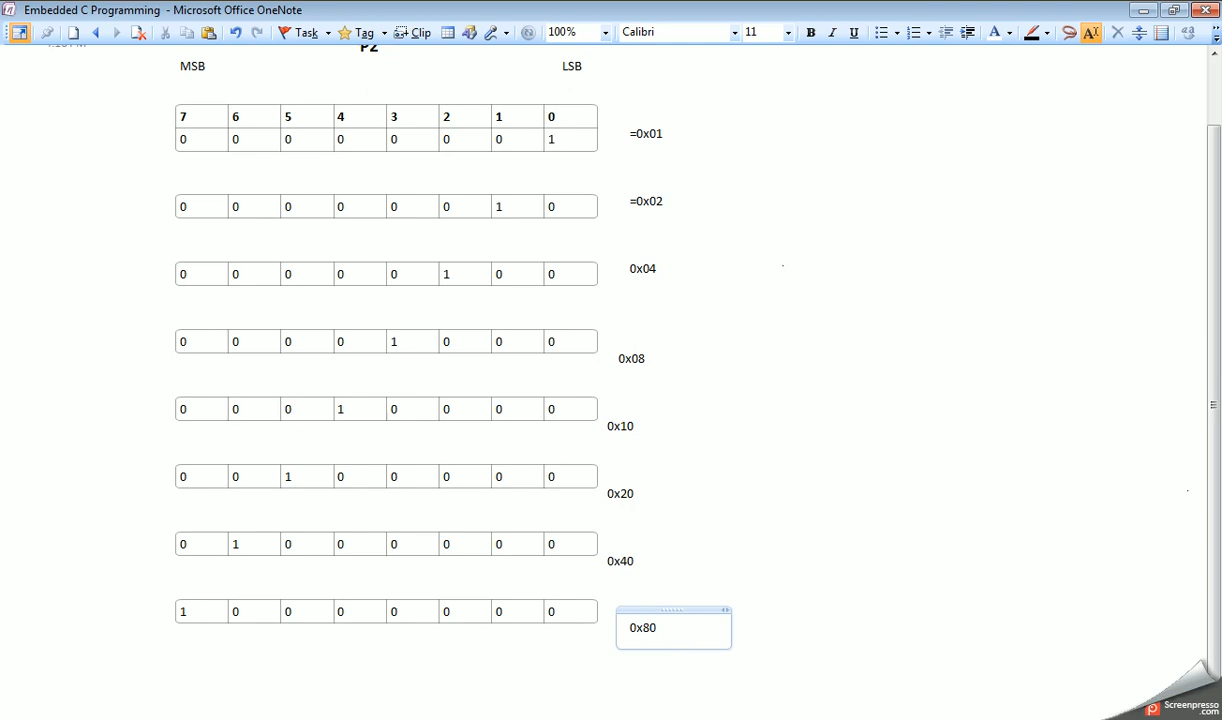 Embedded C Programming - Microsoft Office OneNote
Task Tag Clip 100% Calibri 11 B I U A A
P2
MSB LSB
7 6 5 4 3 2 1 0
0 0 0 0 0 0 0 1 =0x01
0 0 0 0 0 0 1 0 =0x02
0 0 0 0 0 1 0 0 0x04
0 0 0 0 1 0 0 0 0x08
0 0 0 1 0 0 0 0 0x10
0 0 1 0 0 0 0 0 0x20
0 1 0 0 0 0 0 0 0x40
1 0 0 0 0 0 0 0 0x80
Screenpresso
.com